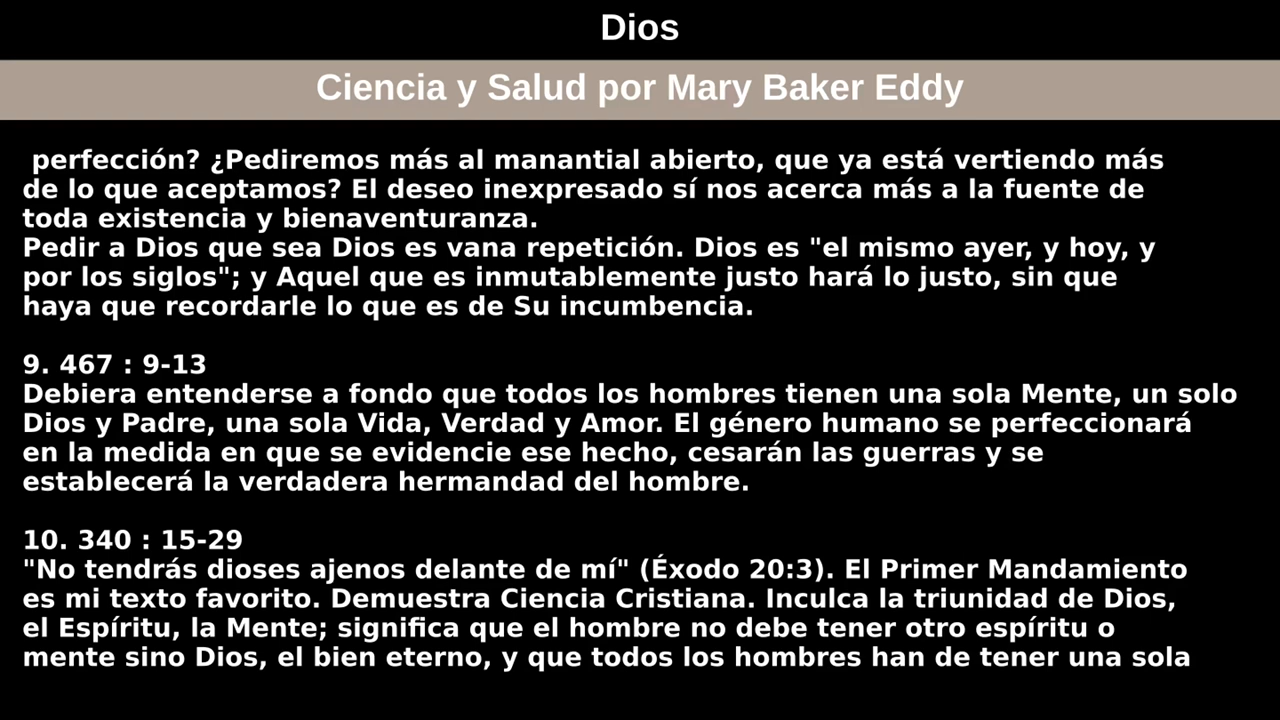 Dios
Ciencia y Salud por Mary Baker Eddy
perfección? ¿Pediremos más al manantial abierto, que ya está vertiendo más
de lo que aceptamos? El deseo inexpresado sí nos acerca más a la fuente de
toda existencia y bienaventuranza.
Pedir a Dios que sea Dios es vana repetición. Dios es "el mismo ayer, y hoy, y
por los siglos"; y Aquel que es inmutablemente justo hará lo justo, sin que
haya que recordarle lo que es de Su incumbencia.
9. 467 : 9-13
Debiera entenderse a fondo que todos los hombres tienen una sola Mente, un solo
Dios y Padre, una sola Vida, Verdad y Amor. El género humano se perfeccionará
en la medida en que se evidencie ese hecho, cesarán las guerras y se
establecerá la verdadera hermandad del hombre.
10. 340 : 15-29
"No tendrás dioses ajenos delante de mí" (Éxodo 20:3). El Primer Mandamiento
es mi texto favorito. Demuestra Ciencia Cristiana. Inculca la triunidad de Dios,
el Espíritu, la Mente; significa que el hombre no debe tener otro espíritu o
mente sino Dios, el bien eterno, y que todos los hombres han de tener una sola